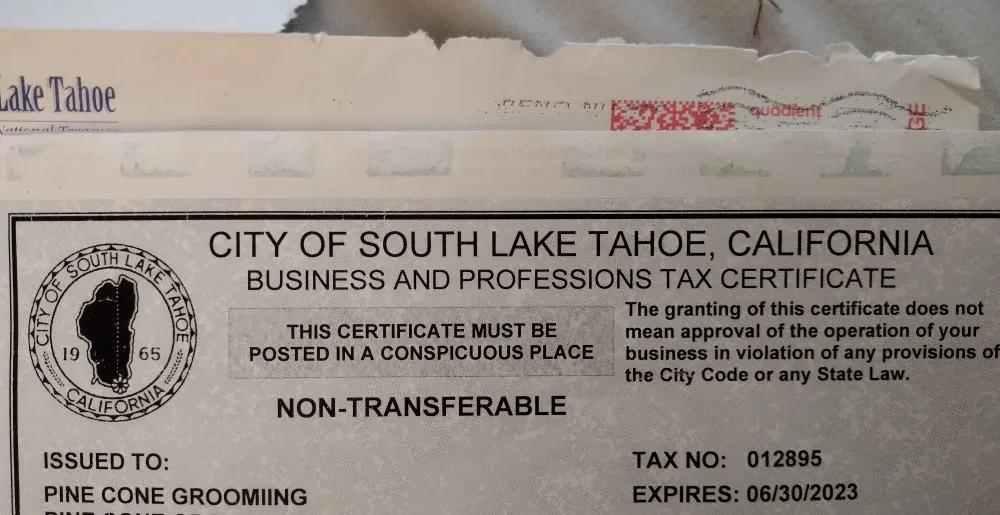 Lake Tahoe
National Treasure
quadient
CITY OF SOUTH LAKE TAHOE, CALIFORNIA
BUSINESS AND PROFESSIONS TAX CERTIFICATE
CITY OF SOUTH LAKE TAHOE
19 65
CALIFORNIA
THIS CERTIFICATE MUST BE
POSTED IN A CONSPICUOUS PLACE
NON-TRANSFERABLE
The granting of this certificate does not
mean approval of the operation of your
business in violation of any provisions of
the City Code or any State Law.
ISSUED TO:
PINE CONE GROOMIING
TAX NO: 012895
EXPIRES: 06/30/2023